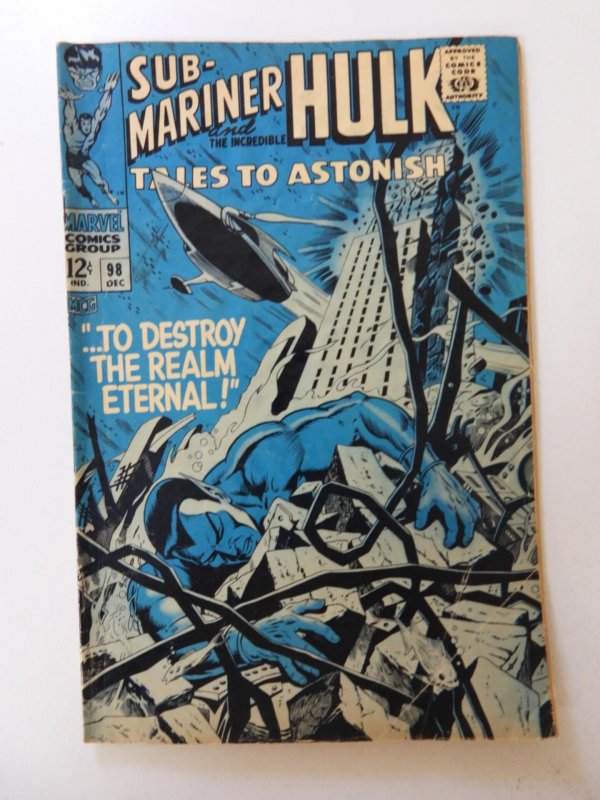 SUB-
MARINER
and
THE INCREDIBLE
HULK
TALES TO ASTONISH
APPROVED
BY THE
COMICS
CODE
CA
AUTHORITY
MARVEL
COMICS
GROUP
12¢
IND.
98
DEC
MCG
"...TO DESTROY
THE REALM
ETERNAL!"